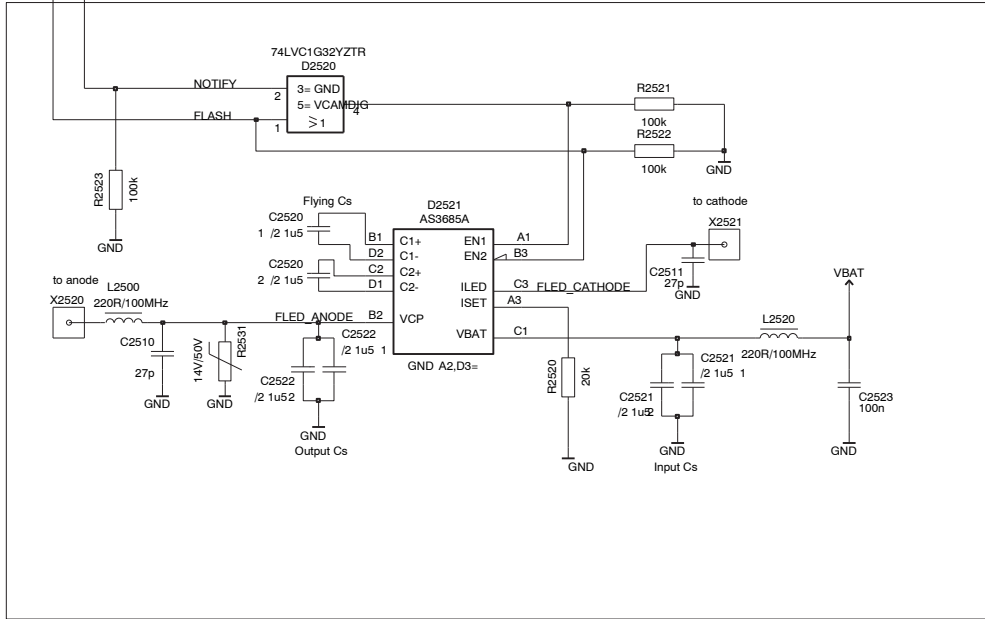 74LVC1G32YZTR
D2520
NOTIFY
2
3= GND
5= VCAMDIG
4
FLASH
1
≥1
R2521
100k
R2522
100k
GND
R2523
100k
GND
Flying Cs
C2520
1 /2 1u5
C2520
2 /2 1u5
D2521
AS3685A
B1
C1+
D2
C1-
C2
C2+
D1
C2-
B2
VCP
EN1
A1
EN2
B3
ILED
C3
FLED_CATHODE
ISET
A3
VBAT
C1
GND A2,D3=
to cathode
X2521
C2511
27p
GND
to anode
X2520
L2500
220R/100MHz
FLED_ANODE
C2510
27p
GND
14V/50V
R2531
GND
C2522
/2 1u5 1
C2522
/2 1u5 2
GND
Output Cs
R2520
20k
GND
C2521
/2 1u5 1
C2521
/2 1u5 2
GND
Input Cs
L2520
220R/100MHz
VBAT
C2523
100n
GND